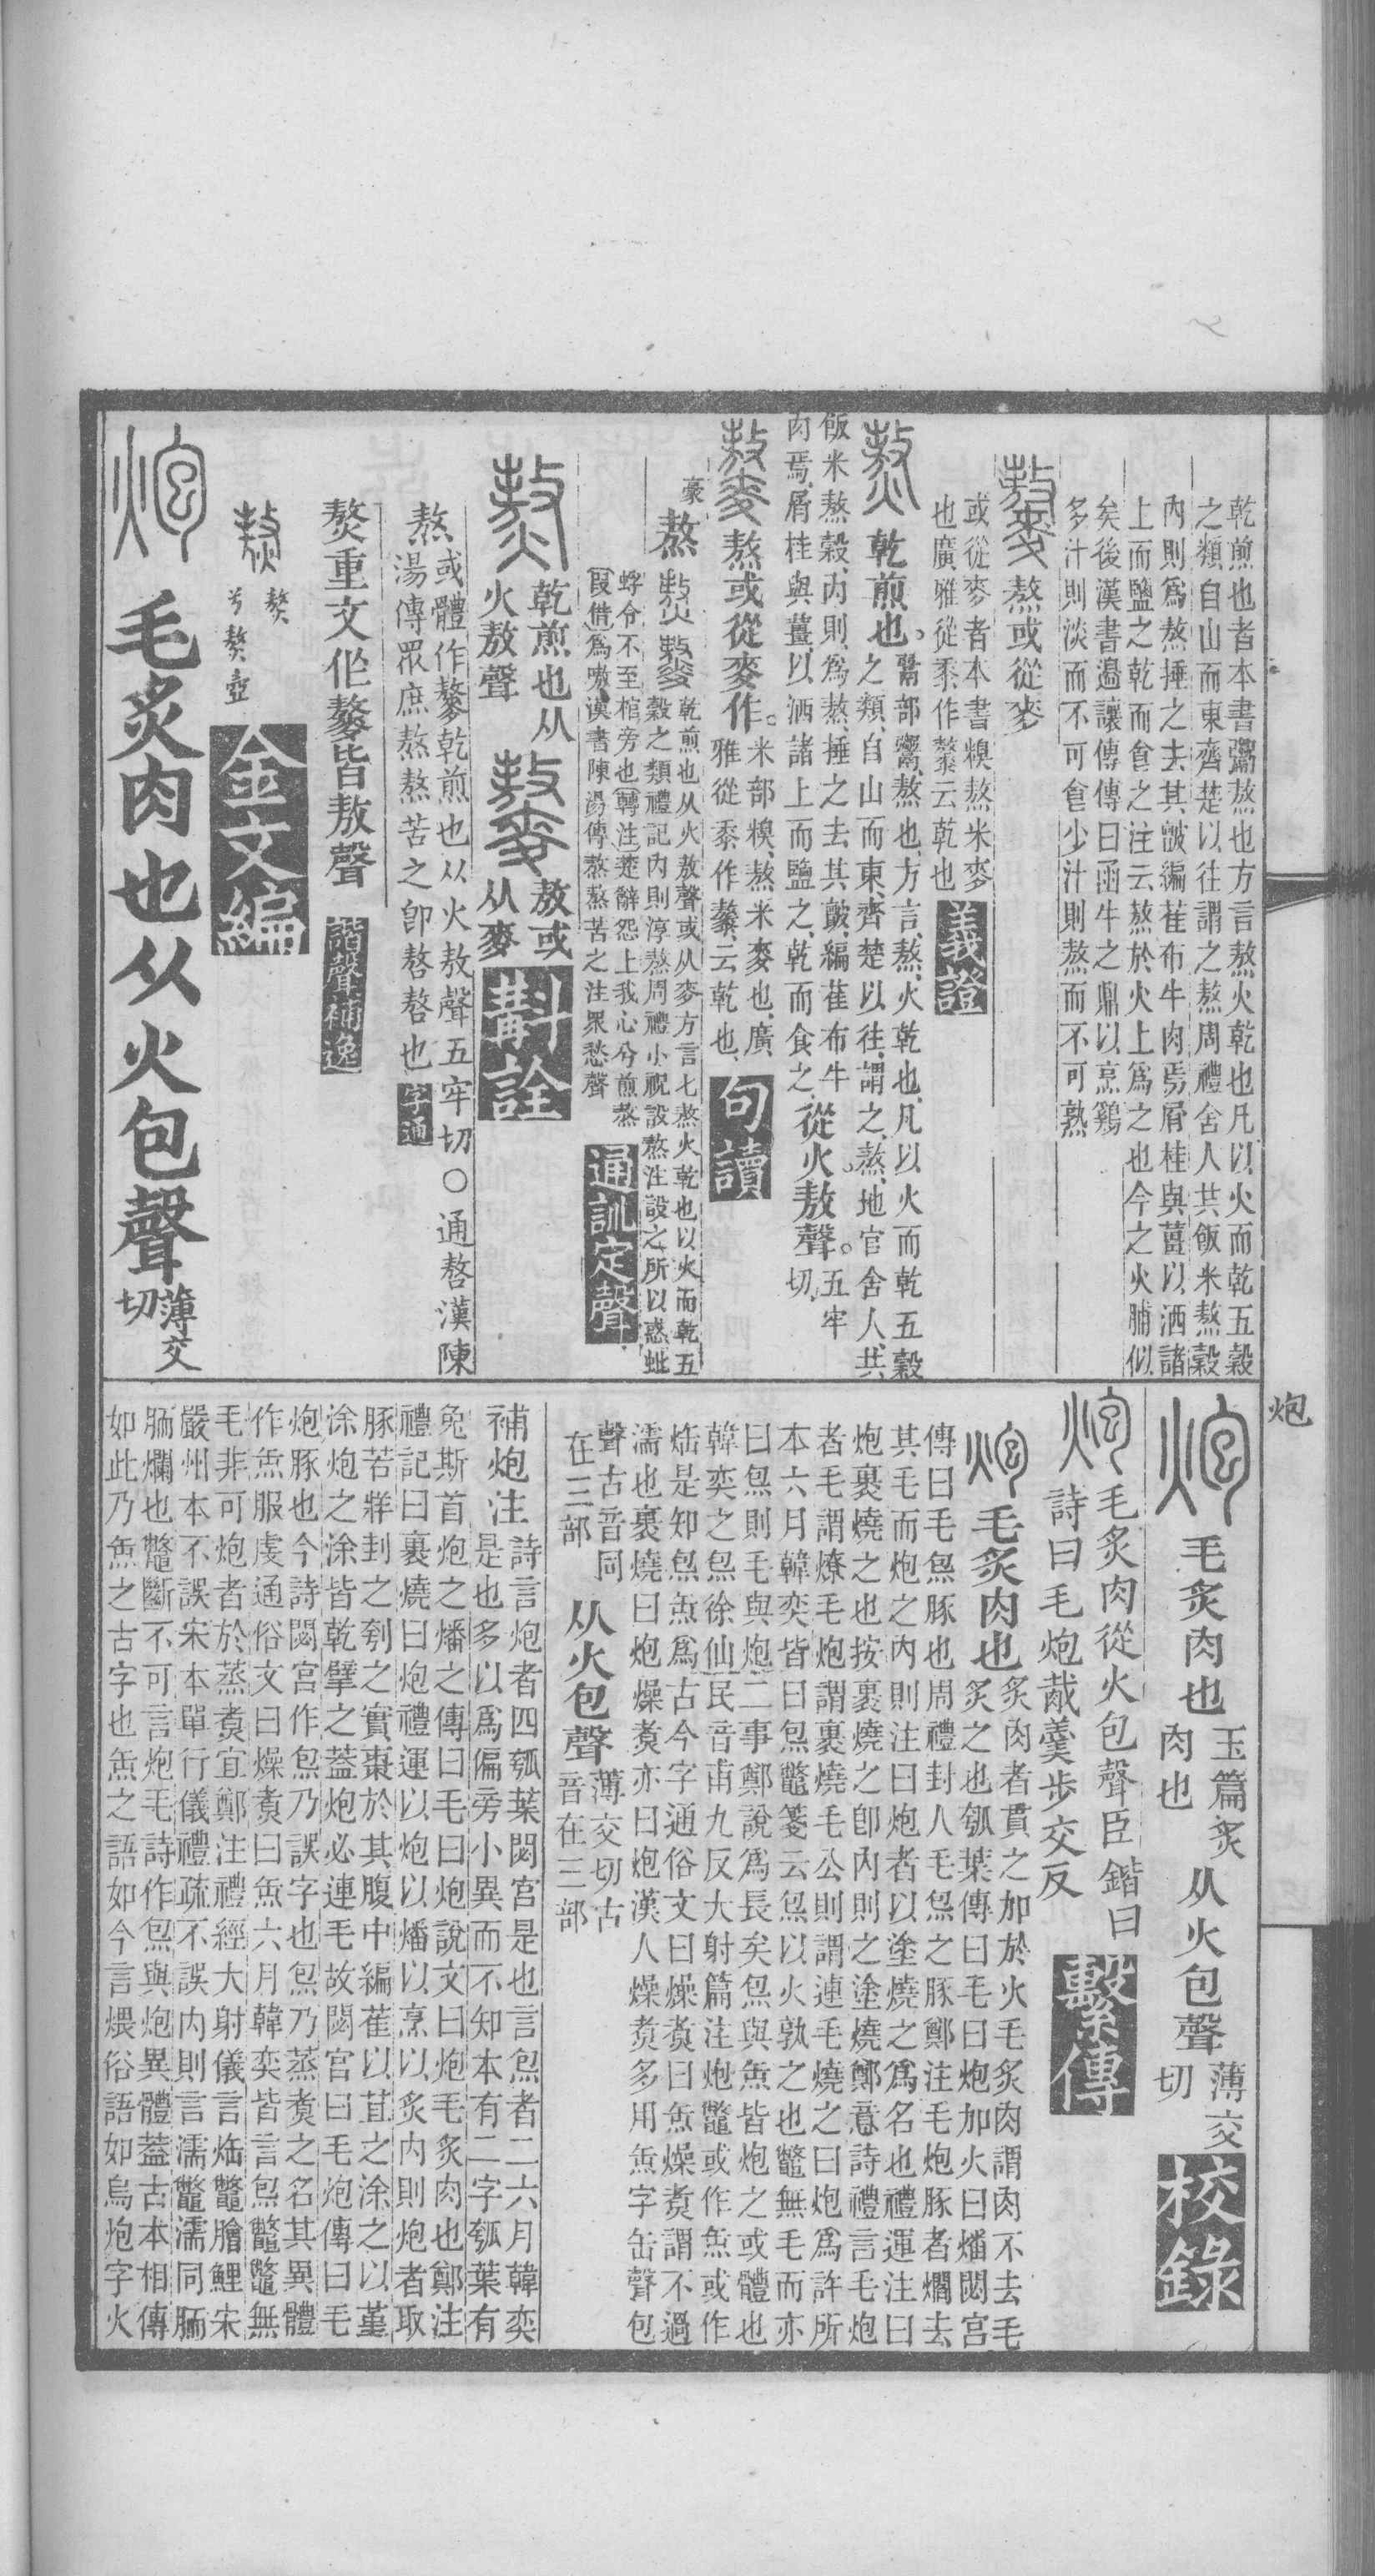 乾煎也者本書䰞熬也方言熬火乾也凡以火而乾五穀
之類自山而東齊楚以往謂之熬周禮舍人共飯米熬穀
內則爲熬捶之去其皽編萑布牛肉焉屑桂與薑以洒諸
上而鹽之乾而食之注云熬於火上爲之也今之火脯似
矣後漢書邊讓傳傳曰函牛之鼎以烹鷄
多汁則淡而不可食少汁則熬而不可熟
熬或從麥
或從麥者本書糗熬米麥
也廣雅從黍作䵅云乾也
義證
乾煎也。
䰞部䰞、熬也、方言、熬、火乾也、凡以火而乾五穀
之類、自山而東、齊楚以往、謂之熬、地官舍人、共
飯米熬穀、內則、爲熬、捶之去其皽、編萑布牛
肉焉、屑桂與薑、以洒諸上而鹽之、乾而食之、
從火敖聲。
五牢切、
熬或從麥作。
米部糗、熬米麥也、廣
雅從黍作䵅、云乾也、
句讀
豪
熬
乾煎也从火敖聲或从麥方言七熬火乾也以火而乾五
穀之類禮記內則淳熬周禮小祝設熬注設之所以惑蚍
蜉令不至棺旁也(轉注)楚辭怨上我心兮煎熬
(叚借)爲嗷漢書陳湯傳熬熬苦之注衆愁聲
通訓定聲
乾煎也从
火敖聲
敖或
从麥
斠詮
熬
或體作䵅乾煎也从火敖聲五牢切○通嗸漢陳
湯傳眾庶熬熬苦之卽嗸嗸也
字通
熬重文作䵅皆敖聲
諧聲補逸
熬
兮熬壺
金文編
毛炙肉也从火包聲
薄交
切
炮
毛炙肉也
玉篇炙
肉也
从火包聲
薄交
切
校錄
毛炙肉從火包聲臣鍇曰
詩曰毛炮胾羹步交反
繫傳
毛炙肉也
炙肉者貫之加於火毛炙肉謂肉不去毛
炙之也瓠葉傳曰毛曰炮加火曰燔閟宮
傳曰毛炰豚也周禮封人毛炰之豚鄭注毛炮豚者爓去
其毛而炮之內則注曰炮者以塗燒之爲名也禮運注曰
炮裹燒之也按裹燒之卽內則之塗燒鄭意詩禮言毛炮
者毛謂燎毛炮謂裹燒毛公則謂連毛燒之曰炮爲許所
本六月韓奕皆曰炰鼈箋云炰以火孰之也鼈無毛而亦
曰炰則毛與炮二事鄭說爲長矣炰與缹皆炮之或體也
韓奕之炰徐仙民音甫九反大射篇注炮鼈或作缹或作
𤈦是知炰缹爲古今字通俗文曰燥煑曰缹燥煑謂不過
濡也裹燒曰炮燥煑亦曰炮漢人燥煑多用缹字缶聲包
聲古音同
在三部
从火包聲
薄交切古
音在三部
補炮注
詩言炮者四瓠葉閟宮是也言炰者二六月韓奕
是也多以爲偏旁小異而不知本有二字瓠葉有
兔斯首炮之燔之傳曰毛曰炮說文曰炮毛炙肉也鄭注
禮記曰裹燒曰炮禮運以炮以燔以烹以炙內則炮者取
豚若牂刲之刳之實棗於其腹中編萑以苴之涂之以墐
涂炮之涂皆乾擘之蓋炮必連毛故閟宮曰毛炮傳曰毛
炮豚也今詩閟宮作炰乃誤字也炰乃蒸煑之名其異體
作缹服虔通俗文曰燥煑曰缹六月韓奕皆言炰鼈鼈無
毛非可炮者於蒸煑宜鄭注禮經大射儀言𤈦鼈膾鯉宋
嚴州本不誤宋本單行儀禮疏不誤內則言濡鼈濡同胹
胹爛也鼈斷不可言炮毛詩作炰與炮異體蓋古本相傳
如此乃缹之古字也缹之語如今言煨俗語如烏炮字火